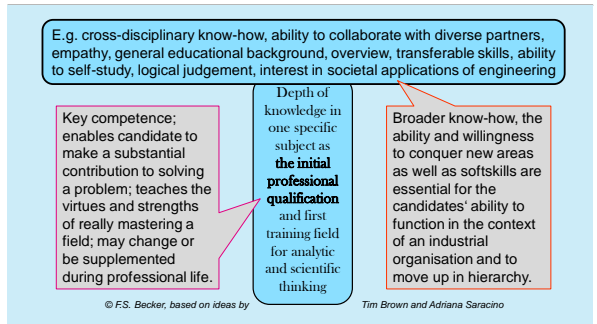 E.g. cross-disciplinary know-how, ability to collaborate with diverse partners,
empathy, general educational background, overview, transferable skills, ability
to self-study, logical judgement, interest in societal applications of engineering
Key competence;
enables candidate to
make a substantial
contribution to solving
a problem; teaches the
virtues and strengths
of really mastering a
field; may change or
be supplemented
during professional life.
Depth of
knowledge in
one specific
subject as
the initial
professional
qualification
and first
training field
for analytic
and scientific
thinking
Broader know-how, the
ability and willingness
to conquer new areas
as well as softskills are
essential for the
candidates‘ ability to
function in the context
of an industrial
organisation and to
move up in hierarchy.
© F.S. Becker, based on ideas by Tim Brown and Adriana Saracino